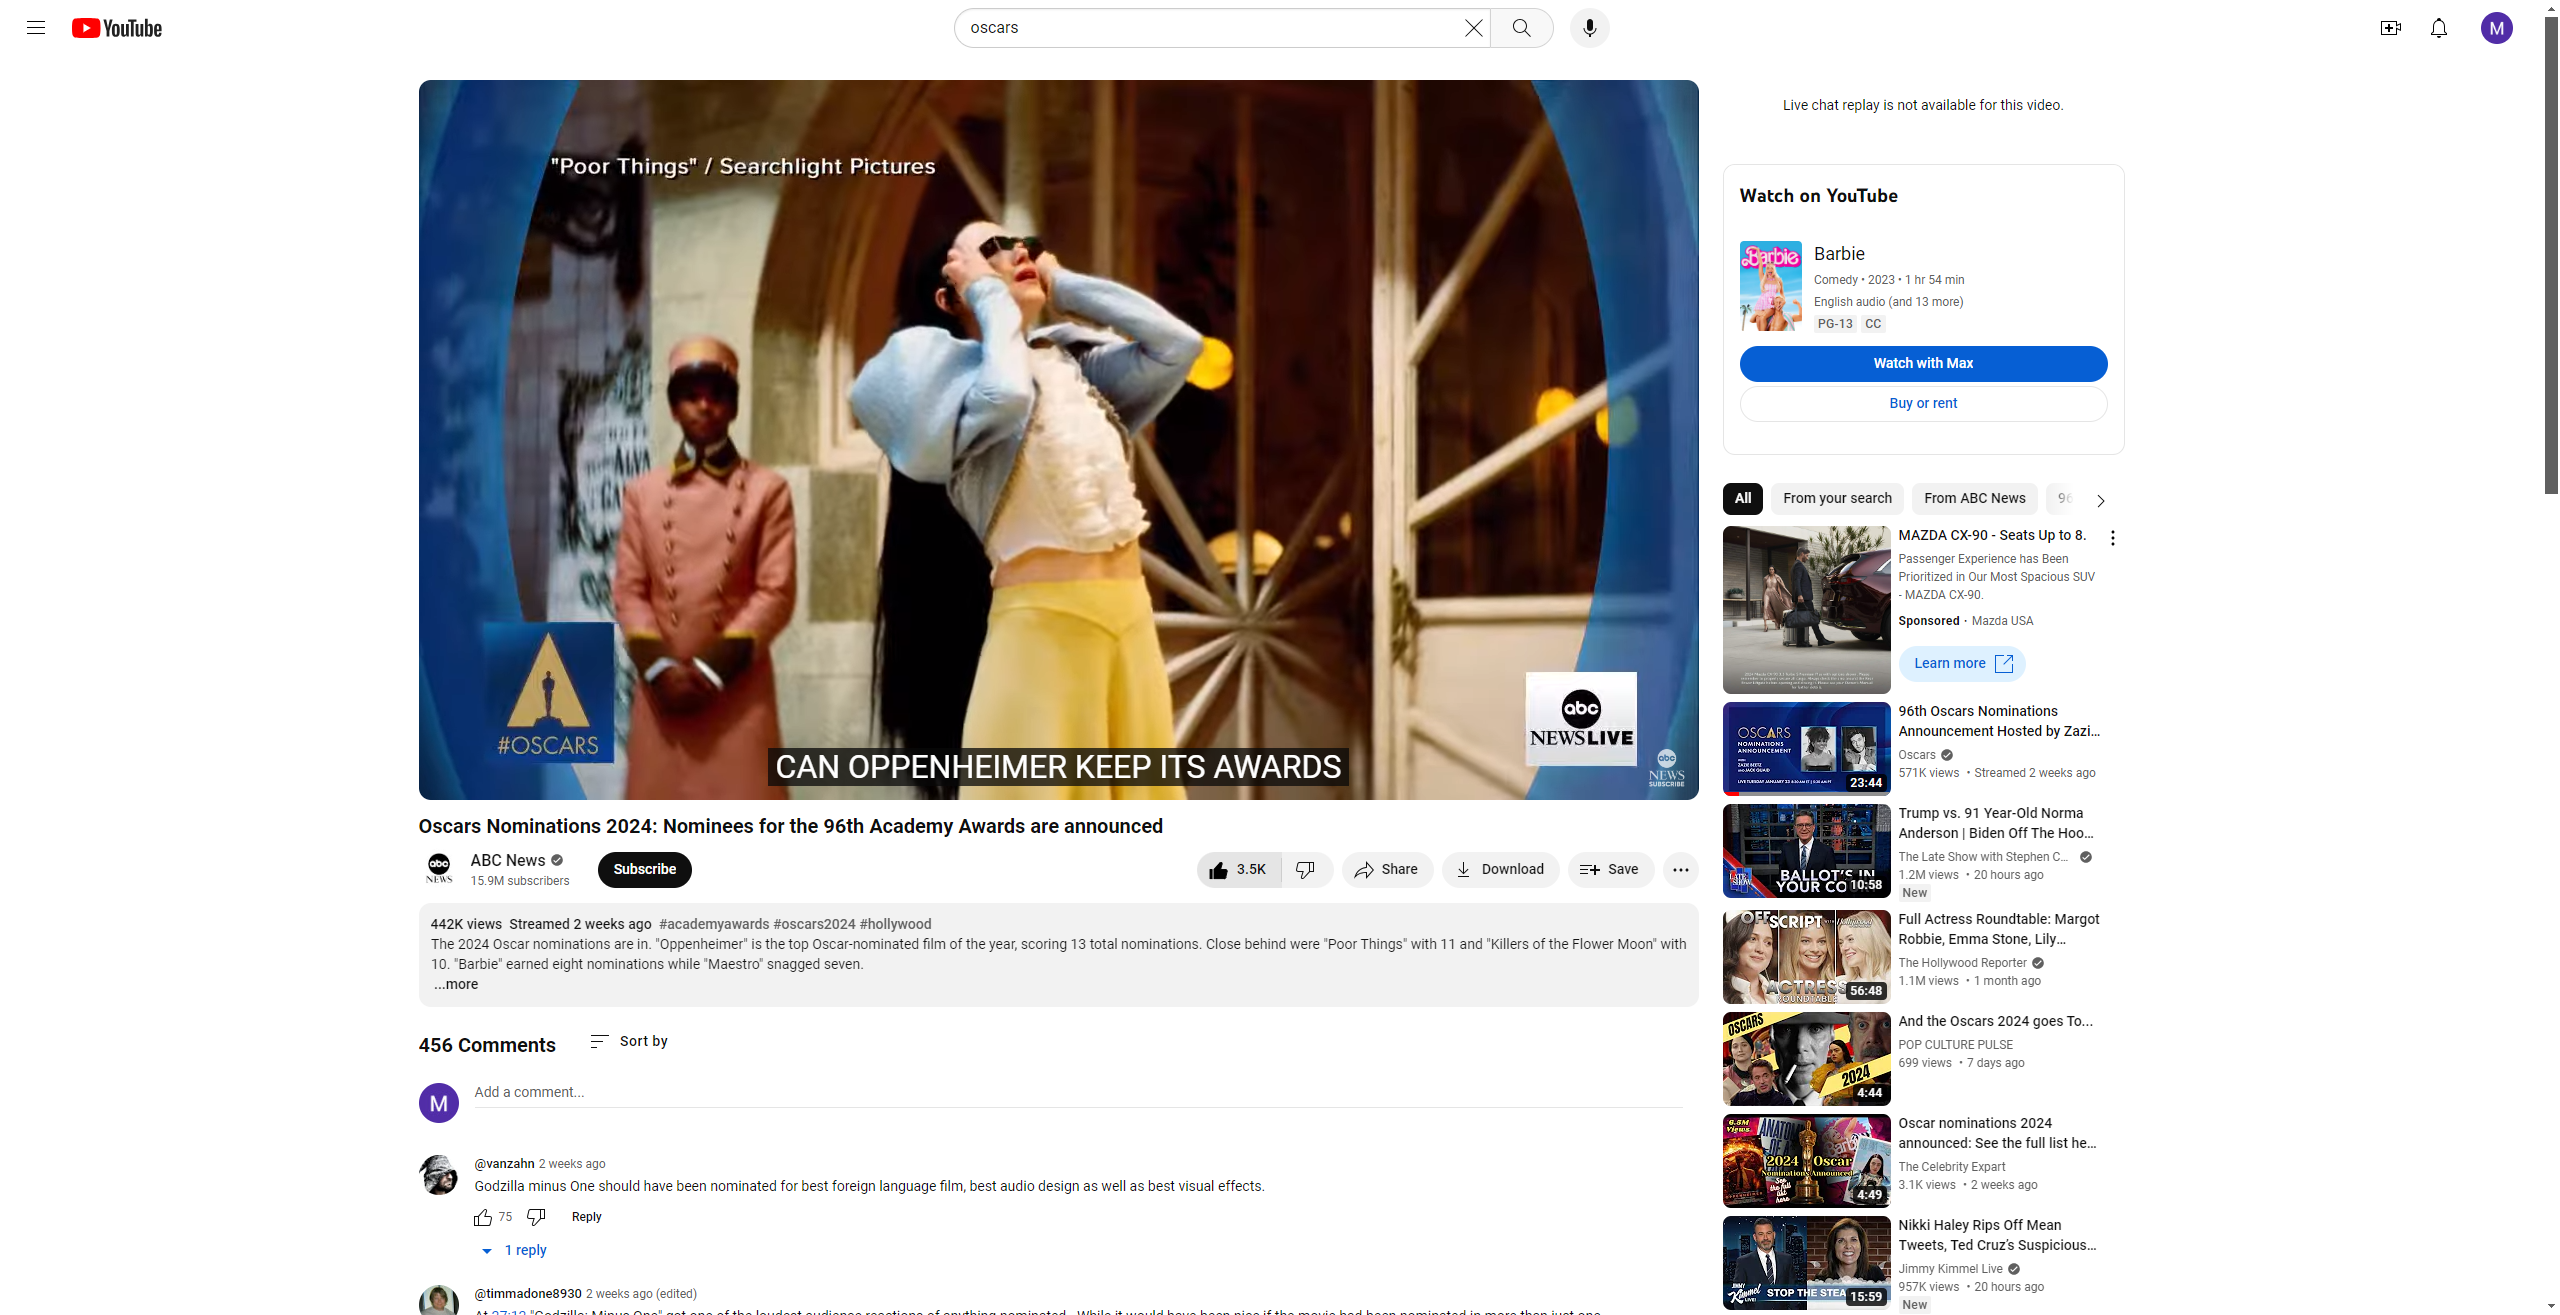 YouTube
oscars
M
"Poor Things" / Searchlight Pictures
#OSCARS
abc
NEWS LIVE
abc
NEWS
SUBSCRIBE
CAN OPPENHEIMER KEEP ITS AWARDS
Oscars Nominations 2024: Nominees for the 96th Academy Awards are announced
abc
NEWS
ABC News
15.9M subscribers
Subscribe
3.5K
Share
Download
Save
442K views Streamed 2 weeks ago #academyawards #oscars2024 #hollywood
The 2024 Oscar nominations are in. "Oppenheimer" is the top Oscar-nominated film of the year, scoring 13 total nominations. Close behind were "Poor Things" with 11 and "Killers of the Flower Moon" with
10. "Barbie" earned eight nominations while "Maestro" snagged seven.
...more
456 Comments
Sort by
M
Add a comment...
@vanzahn 2 weeks ago
Godzilla minus One should have been nominated for best foreign language film, best audio design as well as best visual effects.
75
Reply
1 reply
@timmadone8930 2 weeks ago (edited)
Live chat replay is not available for this video.
Watch on YouTube
Barbie
Barbie
Comedy • 2023 • 1 hr 54 min
English audio (and 13 more)
PG-13 CC
Watch with Max
Buy or rent
All
From your search
From ABC News
96
MAZDA CX-90 - Seats Up to 8.
Passenger Experience has Been
Prioritized in Our Most Spacious SUV
- MAZDA CX-90.
Sponsored · Mazda USA
Learn more
OSCARS
NOMINATIONS
ANNOUNCEMENT
23:44
96th Oscars Nominations
Announcement Hosted by Zazi...
Oscars
571K views • Streamed 2 weeks ago
LATE SHOW
BALLOT'S IN
YOUR CO
10:58
Trump vs. 91 Year-Old Norma
Anderson | Biden Off The Hoo...
The Late Show with Stephen C...
1.2M views • 20 hours ago
New
OFF SCRIPT
ACTRESS
ROUNDTABLE
56:48
Full Actress Roundtable: Margot
Robbie, Emma Stone, Lily...
The Hollywood Reporter
1.1M views • 1 month ago
OSCARS
2024
4:44
And the Oscars 2024 goes To...
POP CULTURE PULSE
699 views • 7 days ago
2024 Oscar
Nominations Announced
See
the full
list
here
4:49
Oscar nominations 2024
announced: See the full list he...
The Celebrity Expart
3.1K views • 2 weeks ago
JIMMY
Kimmel
LIVE!
STOP THE STEA
15:59
Nikki Haley Rips Off Mean
Tweets, Ted Cruz's Suspicious...
Jimmy Kimmel Live
957K views • 20 hours ago
New